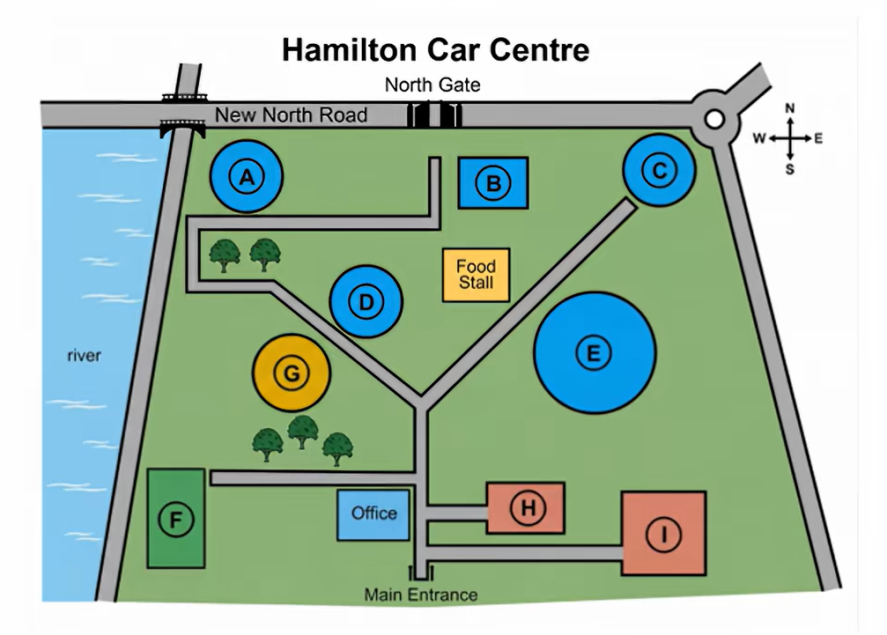 Hamilton Car Centre
North Gate
New North Road
N
W E
S
A
B
C
Food
Stall
D
E
river
G
H
F
Office
I
Main Entrance